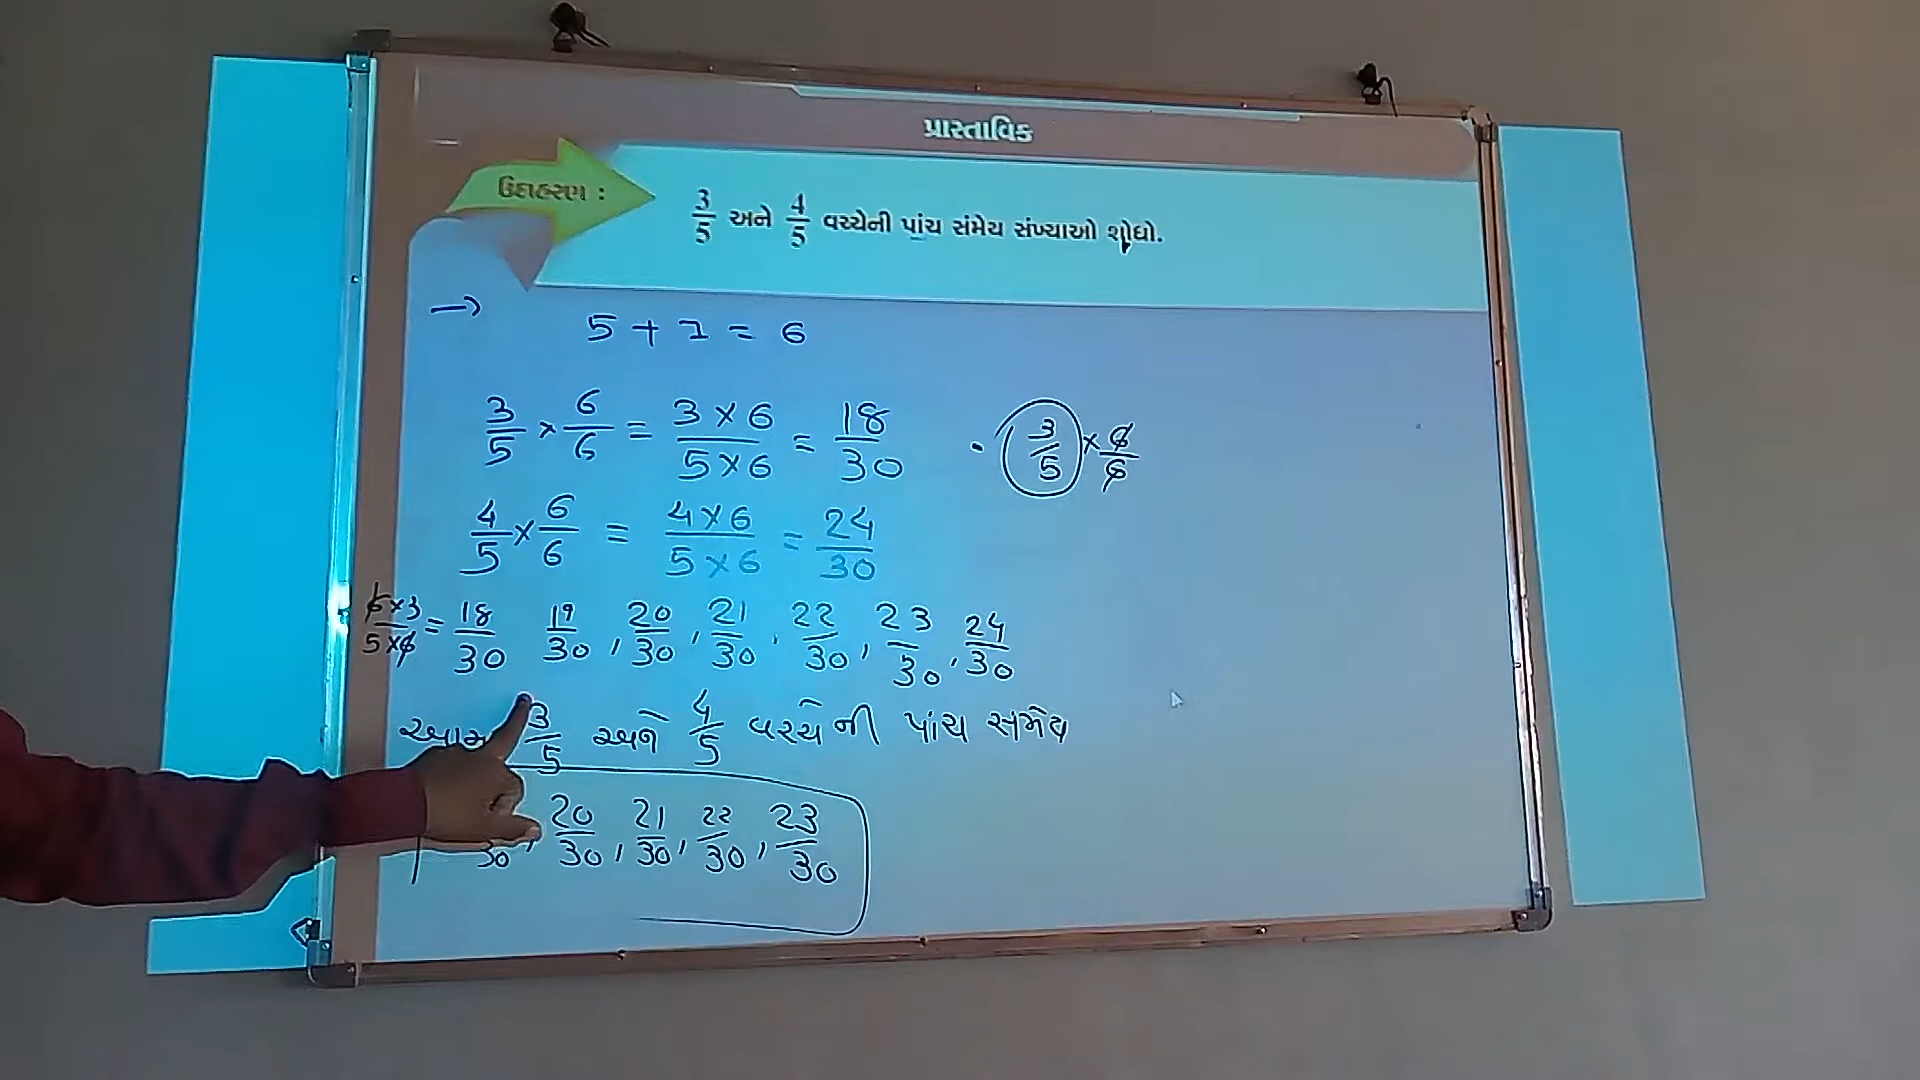 પ્રાસ્તાવિક
ઉદાહરણ :
3/5 અને 4/5 વચ્ચેની પાંચ સંમેય સંખ્યાઓ શોધો.
→ 5 + 1 = 6
3/5 × 6/6 = 3 × 6/5 × 6 = 18/30 · 3/5 × 6/6
4/5 × 6/6 = 4 × 6/5 × 6 = 24/30
6 × 3/5 × 6 = 18/30 19/30 , 20/30 , 21/30 , 22/30 , 23/30 , 24/30
આમ 3/5 અને 4/5 વચ્ચેની પાંચ સંમેય
30 , 20/30 , 21/30 , 22/30 , 23/30